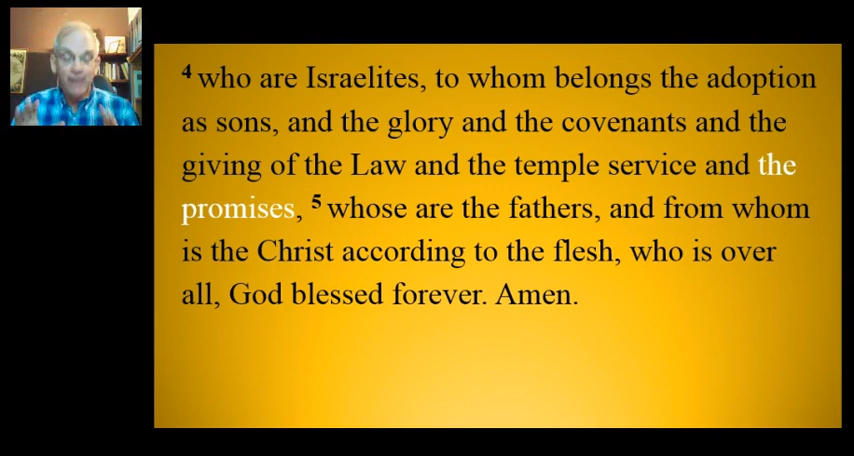 4 who are Israelites, to whom belongs the adoption
as sons, and the glory and the covenants and the
giving of the Law and the temple service and the
promises, 5 whose are the fathers, and from whom
is the Christ according to the flesh, who is over
all, God blessed forever. Amen.